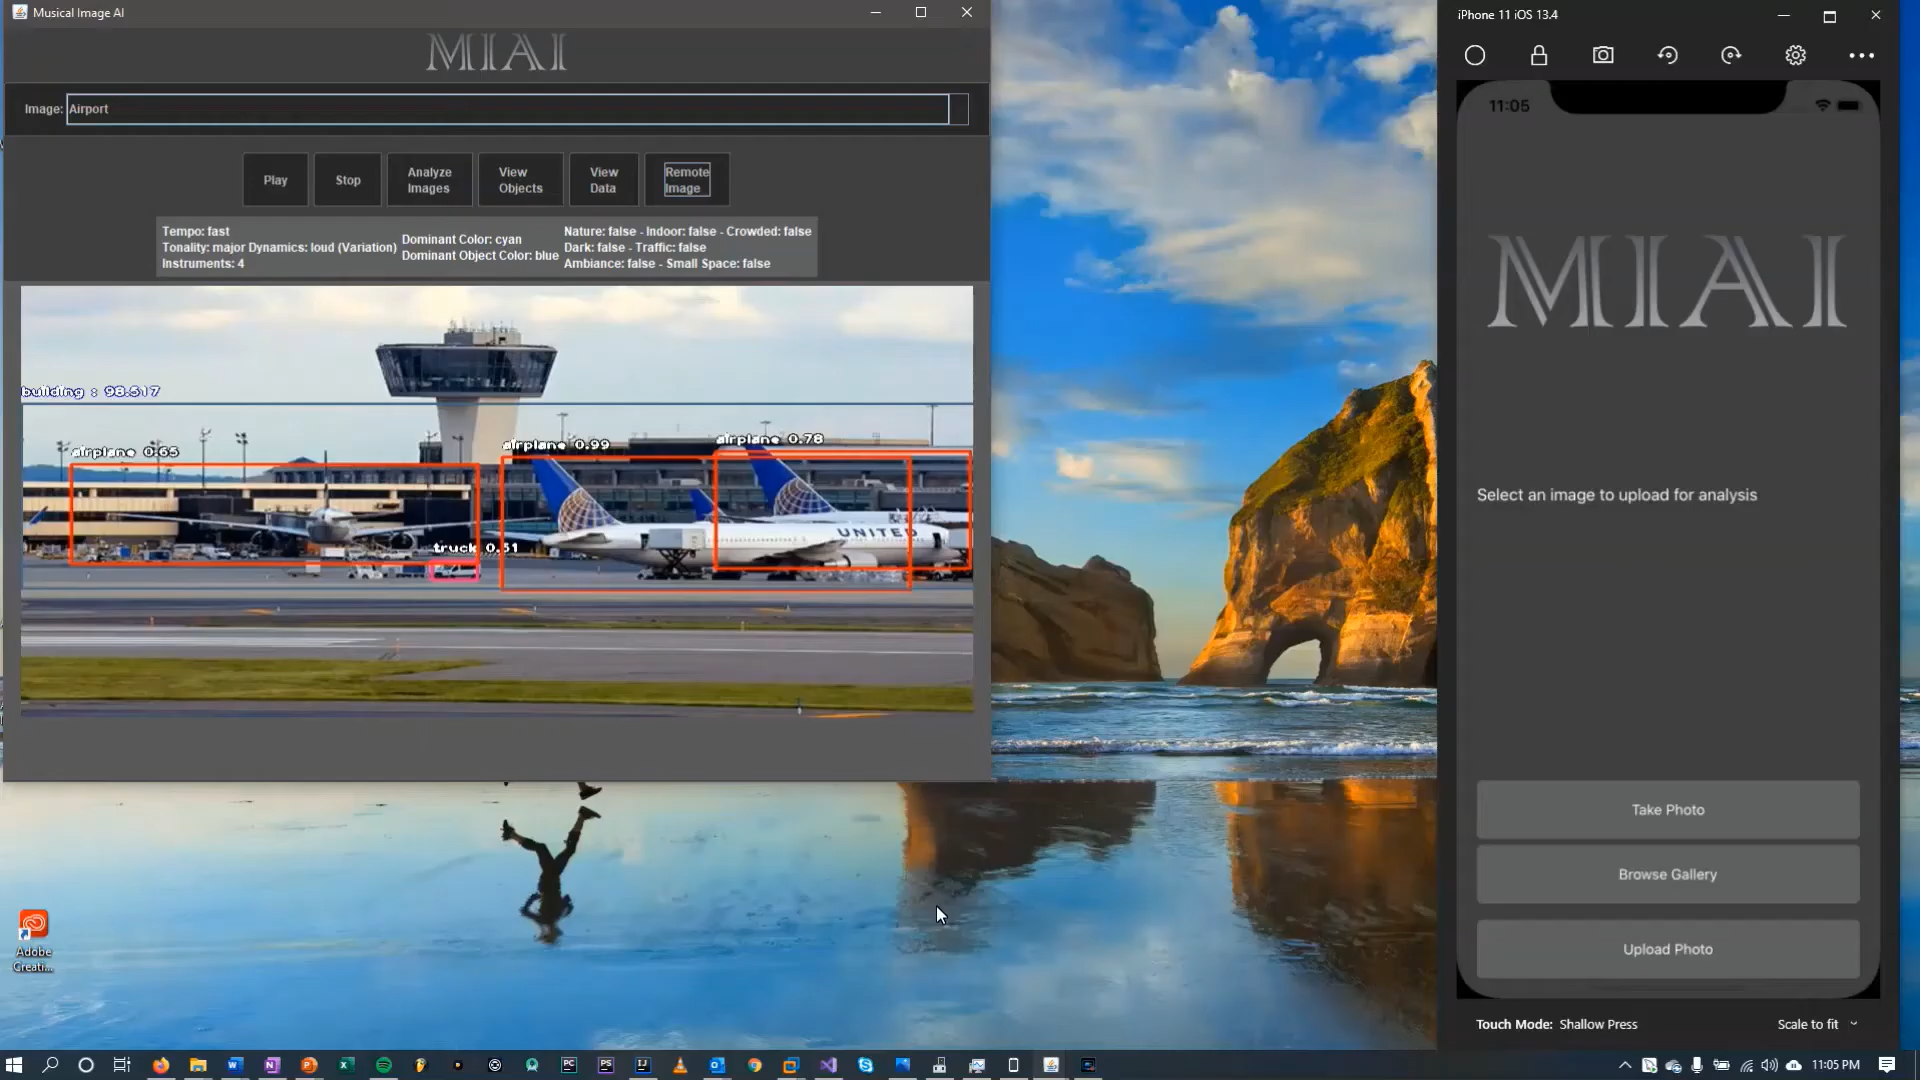 Musical Image AI
MIAI
Image: Airport
Play
Stop
Analyze
Images
View
Objects
View
Data
Remote
Image
Tempo: fast
Tonality: major Dynamics: loud (Variation)
Instruments: 4
Dominant Color: cyan
Dominant Object Color: blue
Nature: false - Indoor: false - Crowded: false
Dark: false - Traffic: false
Ambiance: false - Small Space: false
building : 98.517
airplane 0.65
airplane 0.99
airplane 0.78
truck 0.51
UNITED
Adobe
Creati...
iPhone 11 iOS 13.4
11:05
MIAI
Select an image to upload for analysis
Take Photo
Browse Gallery
Upload Photo
Touch Mode: Shallow Press
Scale to fit
11:05 PM